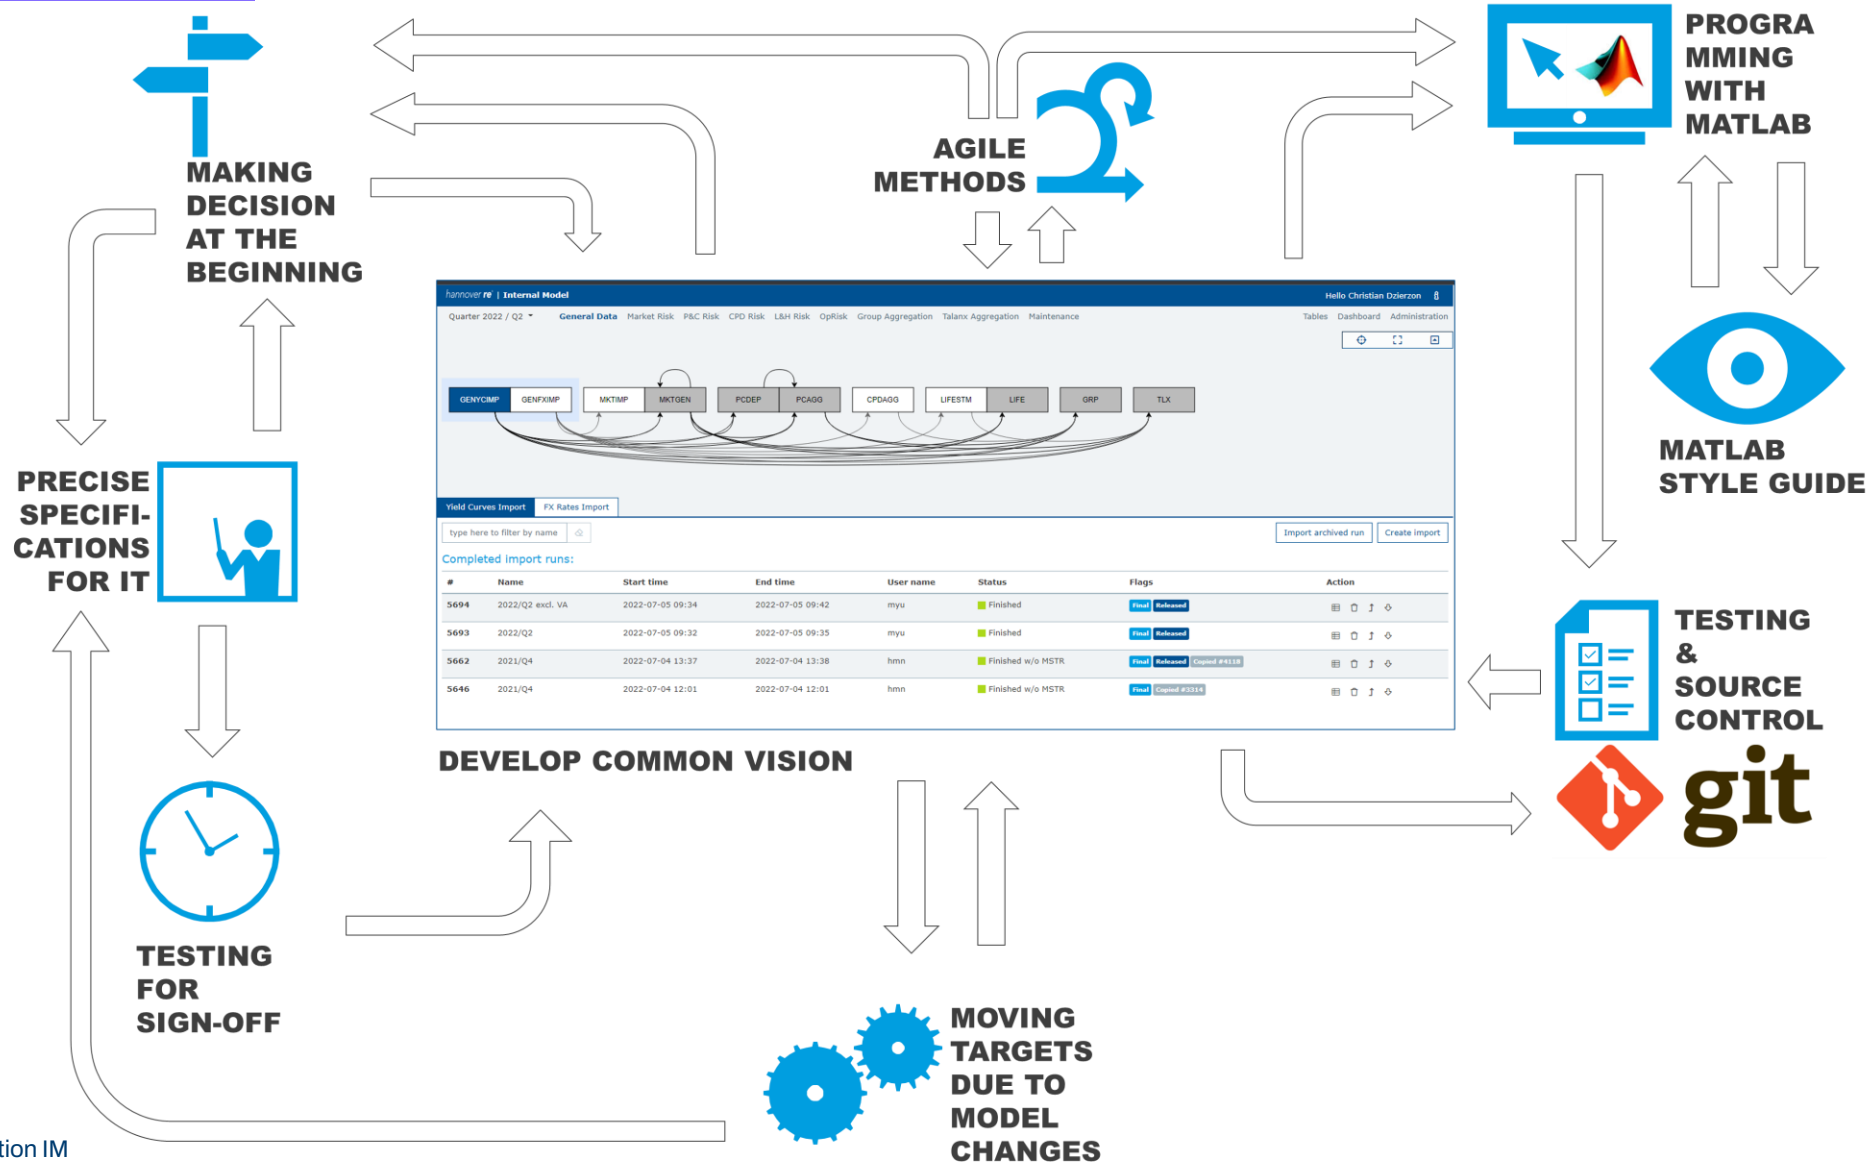 PROGRA
MMING
WITH
MATLAB
AGILE
METHODS
MAKING
DECISION
AT THE
BEGINNING
hannover re | Internal Model
Hello Christian Dzierzon
Quarter 2022 / Q2 General Data Market Risk P&C Risk CPD Risk L&H Risk OpRisk Group Aggregation Talanx Aggregation Maintenance Tables Dashboard Administration
GENYCIMP GENFXIMP MKTIMP MKTGEN PCDEP PCAGG CPDAGG LIFESTM LIFE GRP TLX
MATLAB
STYLE GUIDE
PRECISE
SPECIFI-
CATIONS
FOR IT
Yield Curves Import FX Rates Import
type here to filter by name Import archived run Create import
Completed import runs:
# Name Start time End time User name Status Flags Action
5694 2022/Q2 excl. VA 2022-07-05 09:34 2022-07-05 09:42 myu Finished Final Released
5693 2022/Q2 2022-07-05 09:32 2022-07-05 09:35 myu Finished Final Released
5662 2021/Q4 2022-07-04 13:37 2022-07-04 13:38 hmn Finished w/o MSTR Final Released Copied #4118
5646 2021/Q4 2022-07-04 12:01 2022-07-04 12:01 hmn Finished w/o MSTR Final Copied #3314
TESTING
&
SOURCE
CONTROL
git
DEVELOP COMMON VISION
TESTING
FOR
SIGN-OFF
MOVING
TARGETS
DUE TO
MODEL
CHANGES
tion IM